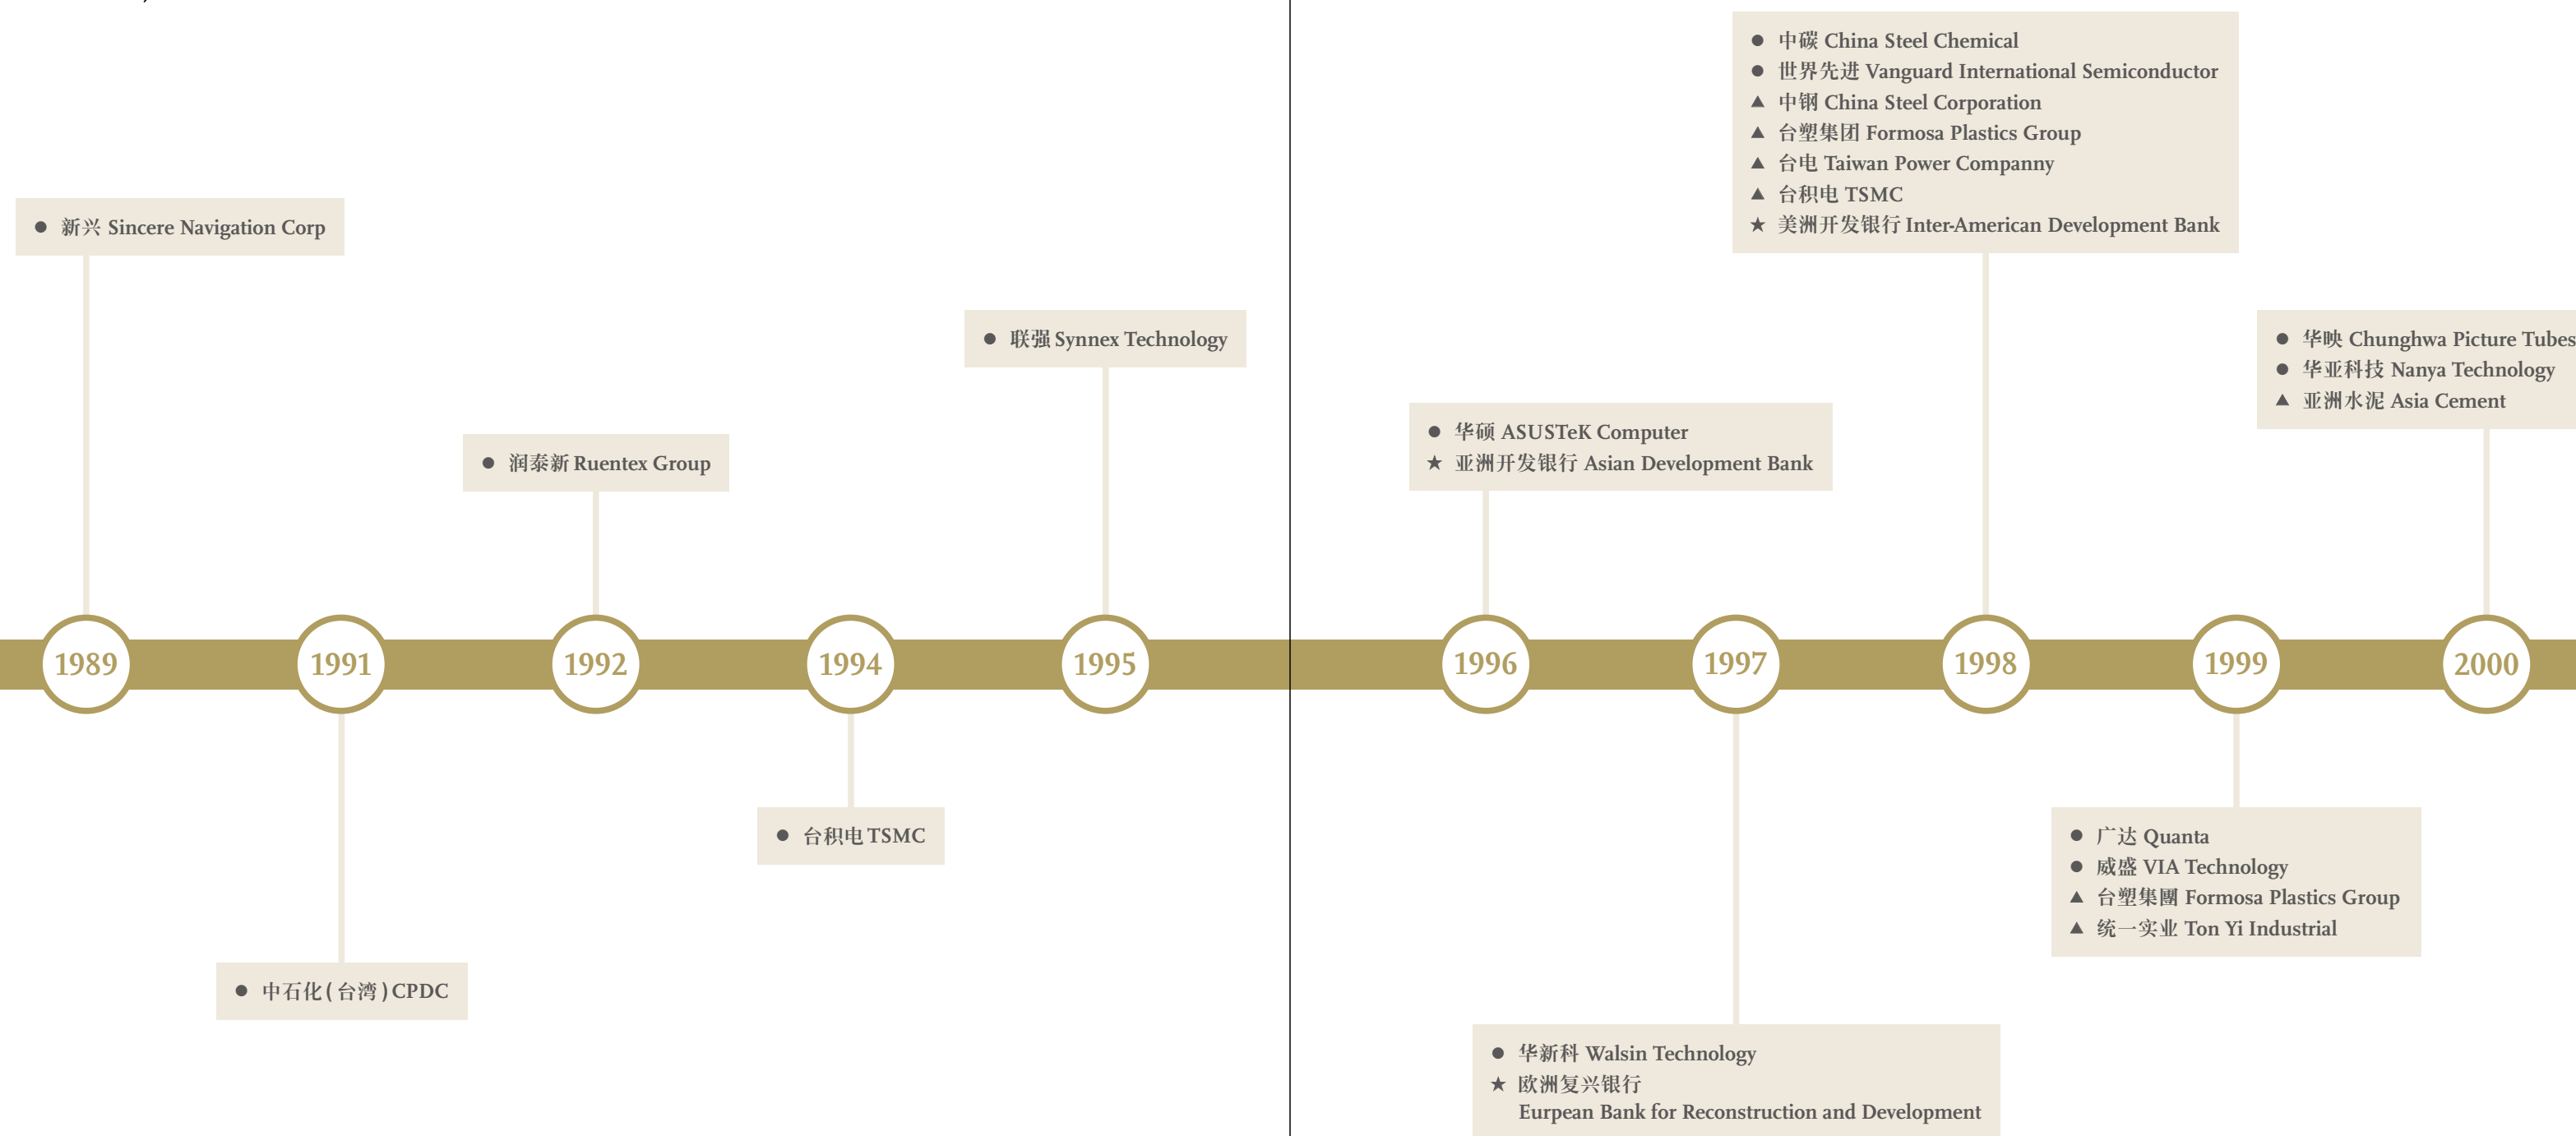 ● 新兴 Sincere Navigation Corp
● 润泰新 Ruentex Group
● 联强 Synnex Technology
1989
1991
1992
1994
1995
● 中石化(台湾)CPDC
● 台积电 TSMC
● 中碳 China Steel Chemical
● 世界先进 Vanguard International Semiconductor
▲ 中钢 China Steel Corporation
▲ 台塑集团 Formosa Plastics Group
▲ 台电 Taiwan Power Companny
▲ 台积电 TSMC
★ 美洲开发银行 Inter-American Development Bank
● 华硕 ASUSTeK Computer
★ 亚洲开发银行 Asian Development Bank
● 华映 Chunghwa Picture Tubes
● 华亚科技 Nanya Technology
▲ 亚洲水泥 Asia Cement
1996
1997
1998
1999
2000
● 华新科 Walsin Technology
★ 欧洲复兴银行
Eurpean Bank for Reconstruction and Development
● 广达 Quanta
● 威盛 VIA Technology
▲ 台塑集團 Formosa Plastics Group
▲ 统一实业 Ton Yi Industrial